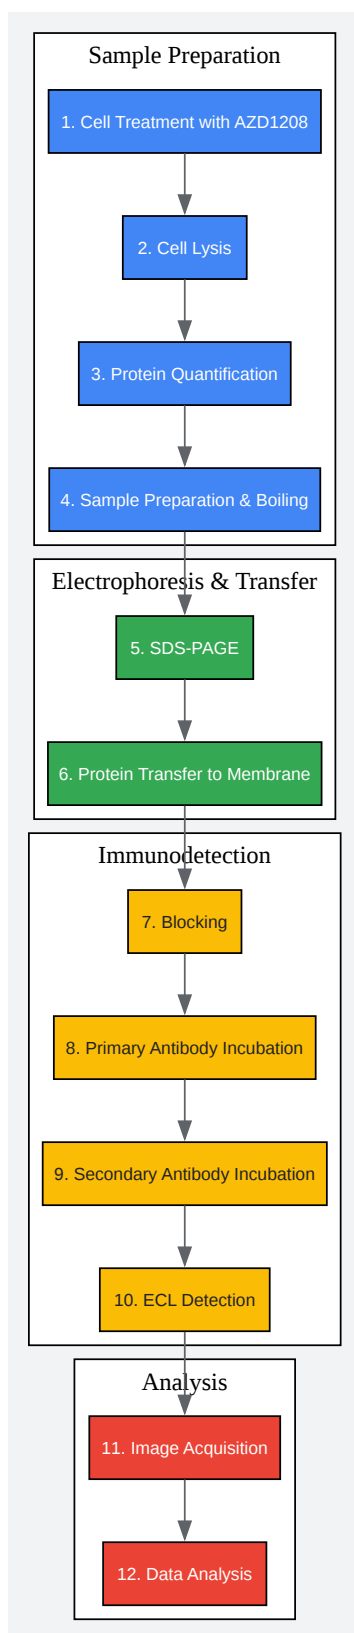 Sample Preparation
1. Cell Treatment with AZD1208
2. Cell Lysis
3. Protein Quantification
4. Sample Preparation & Boiling
Electrophoresis & Transfer
5. SDS-PAGE
6. Protein Transfer to Membrane
Immunodetection
7. Blocking
8. Primary Antibody Incubation
9. Secondary Antibody Incubation
10. ECL Detection
Analysis
11. Image Acquisition
12. Data Analysis